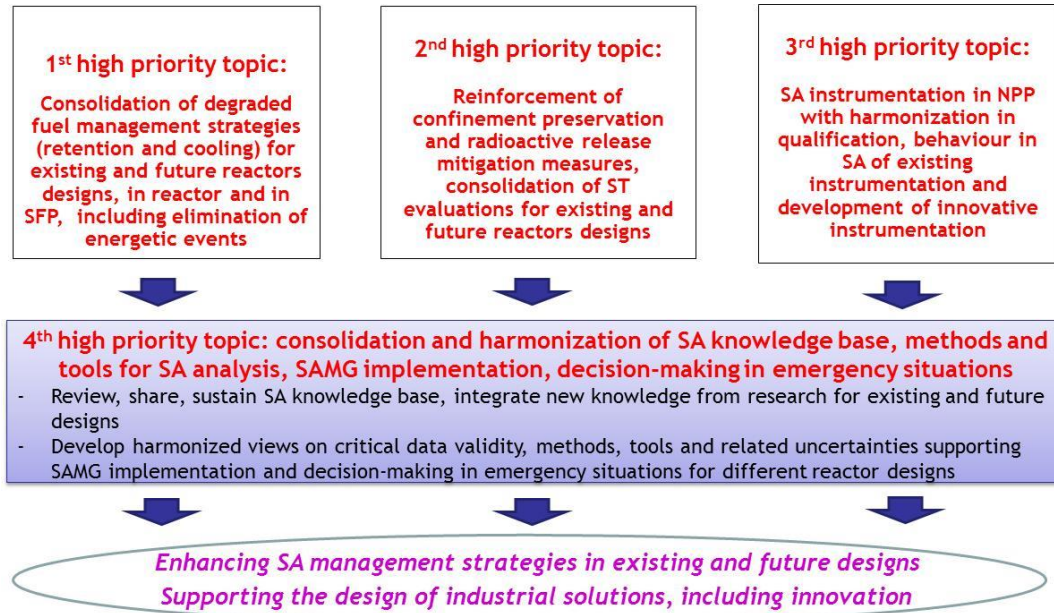 1st high priority topic:
Consolidation of degraded
fuel management strategies
(retention and cooling) for
existing and future reactors
designs, in reactor and in
SFP, including elimination of
energetic events
2nd high priority topic:
Reinforcement of
confinement preservation
and radioactive release
mitigation measures,
consolidation of ST
evaluations for existing and
future reactors designs
3rd high priority topic:
SA instrumentation in NPP
with harmonization in
qualification, behaviour in
SA of existing
instrumentation and
development of innovative
instrumentation
4th high priority topic: consolidation and harmonization of SA knowledge base, methods and
tools for SA analysis, SAMG implementation, decision-making in emergency situations
- Review, share, sustain SA knowledge base, integrate new knowledge from research for existing and future
designs
- Develop harmonized views on critical data validity, methods, tools and related uncertainties supporting
SAMG implementation and decision-making in emergency situations for different reactor designs
Enhancing SA management strategies in existing and future designs
Supporting the design of industrial solutions, including innovation